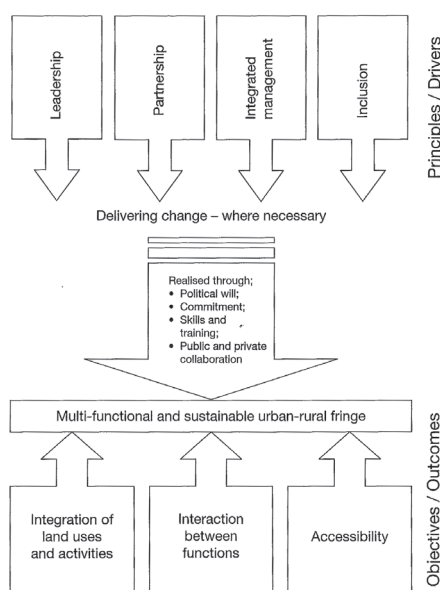 Leadership
Partnership
Integrated
management
Inclusion
Principles / Drivers
Delivering change – where necessary
Realised through;
• Political will;
• Commitment;
• Skills and
training;
• Public and private
collaboration
Multi-functional and sustainable urban-rural fringe
Integration of
land uses
and activities
Interaction
between
functions
Accessibility
Objectives / Outcomes